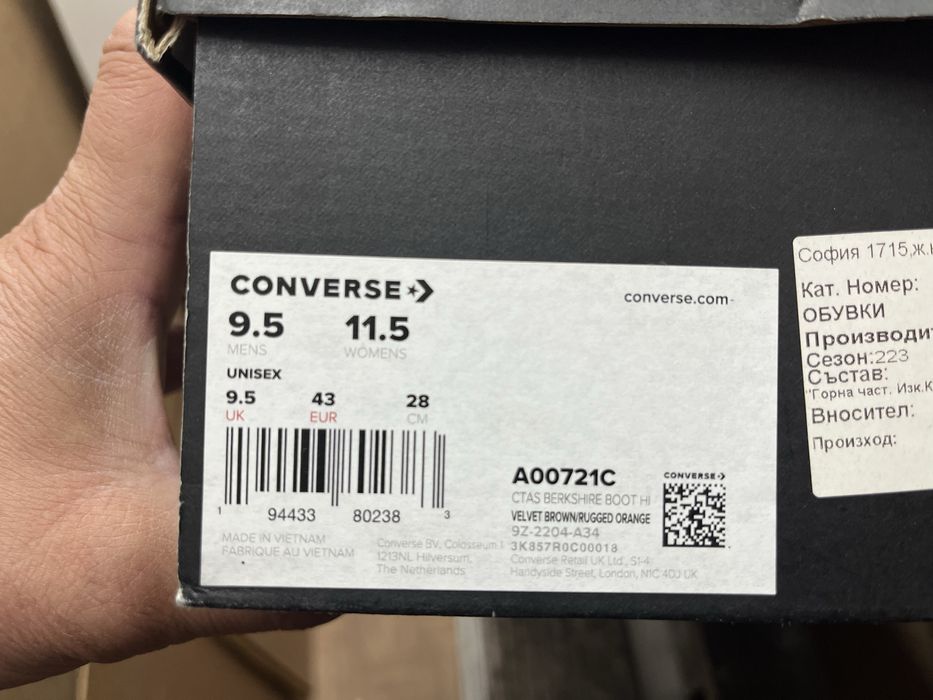 CONVERSE
converse.com
9.5 11.5
MENS WOMENS
UNISEX
9.5 43 28
UK EUR CM
1 94433 80238 3
MADE IN VIETNAM
FABRIQUE AU VIETNAM
Converse BV, Colosseum 1
1213NL Hilversum,
The Netherlands
CONVERSE
A00721C
CTAS BERKSHIRE BOOT HI
VELVET BROWN/RUGGED ORANGE
9Z-2204-A34
3K857R0C00018
Converse Retail UK Ltd., S1-4
Handyside Street, London, N1C 4DJ UK
София 1715,ж.
Кат. Номер:
ОБУВКИ
Производи
Сезон:223
Състав:
"Горна част. Изк.К
Вносител:
Произход: